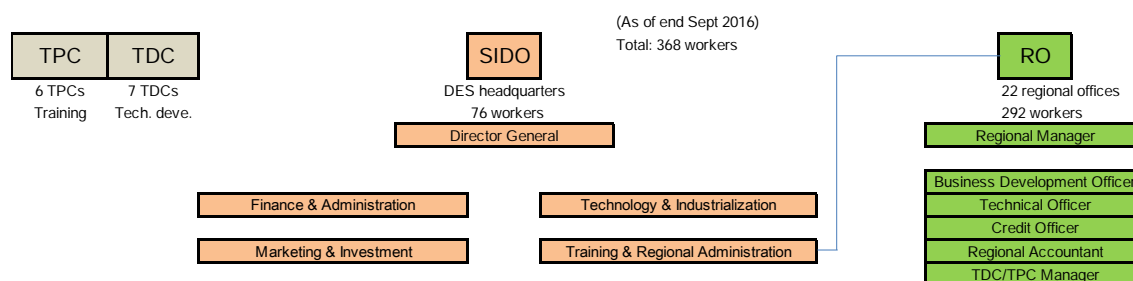 (As of end Sept 2016)
Total: 368 workers
TPC TDC
6 TPCs 7 TDCs
Training Tech. deve.
SIDO
DES headquarters
76 workers
Director General
Finance & Administration
Technology & Industrialization
Marketing & Investment
Training & Regional Administration
RO
22 regional offices
292 workers
Regional Manager
Business Development Officer
Technical Officer
Credit Officer
Regional Accountant
TDC/TPC Manager